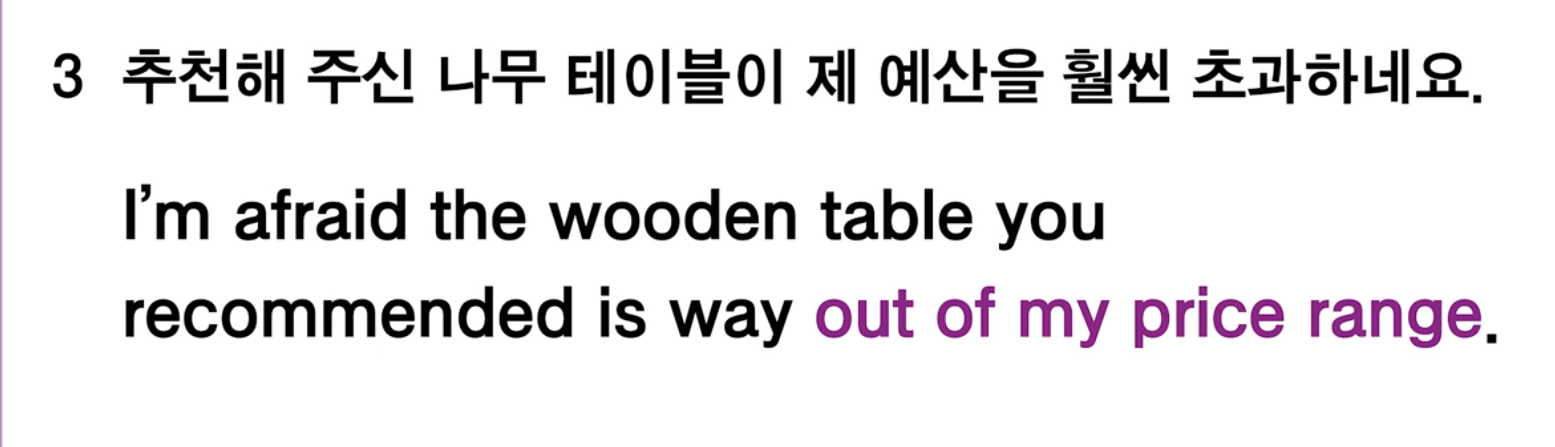 3 추천해 주신 나무 테이블이 제 예산을 훨씬 초과하네요.
I'm afraid the wooden table you
recommended is way out of my price range.